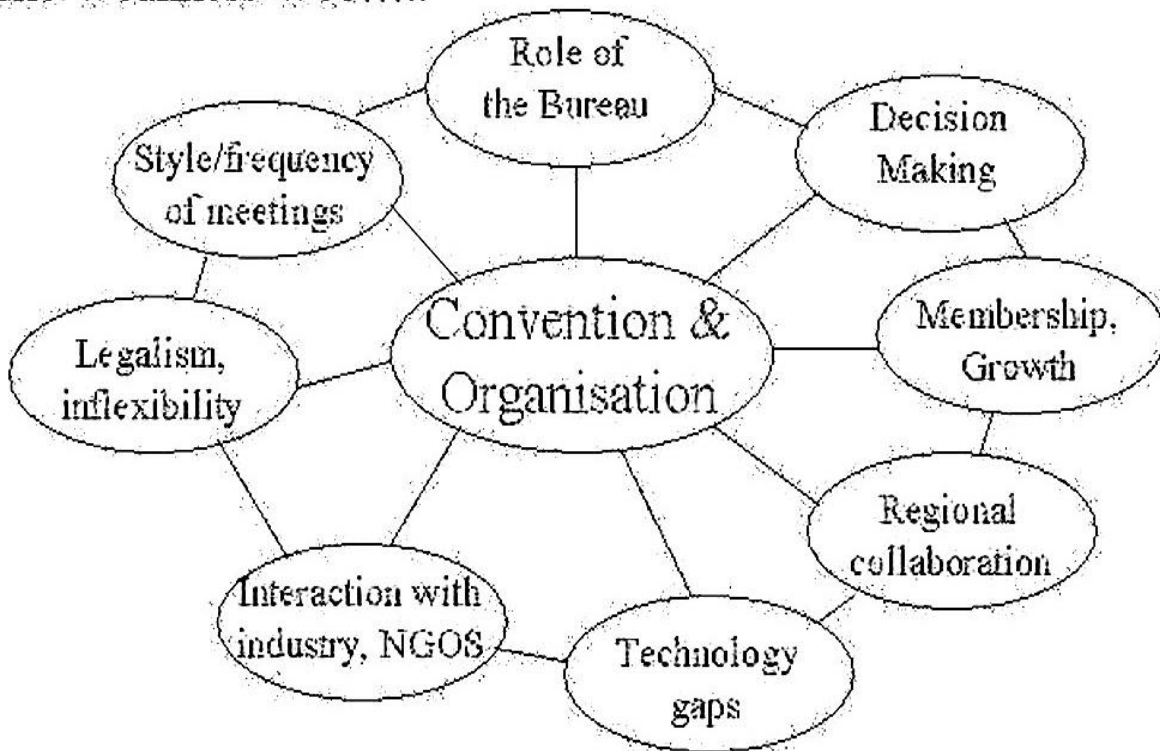 Role of
the Bureau
Decision
Making
Style/frequency
of meetings
Membership,
Growth
Convention &
Organisation
Legalism,
inflexibility
Regional
collaboration
Interaction with
industry, NGOS
Technology
gaps